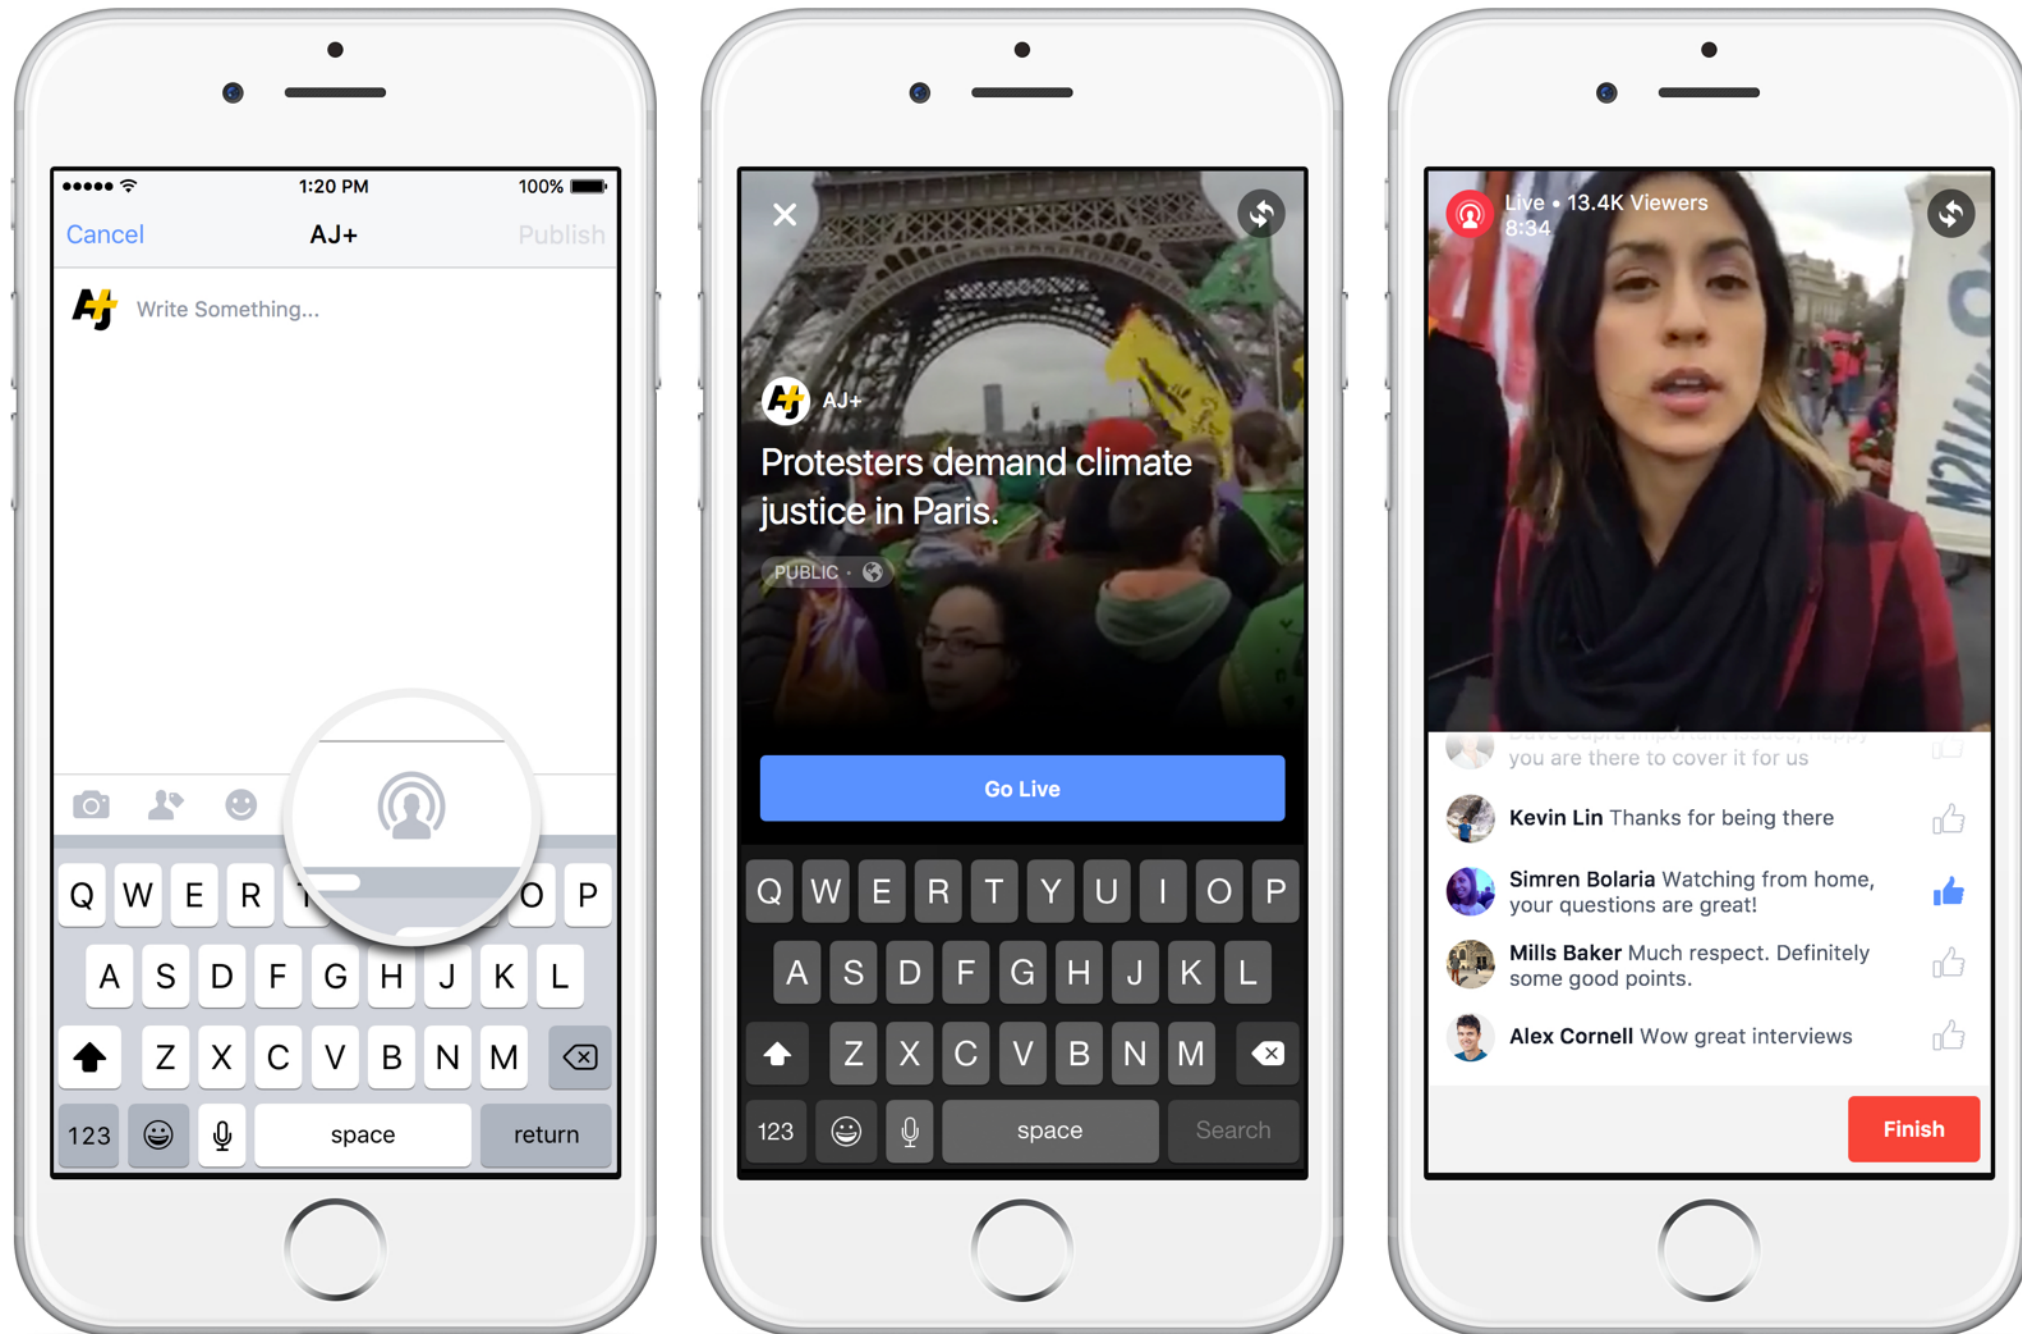 1:20 PM
100%
Cancel
AJ+
Publish
AJ+
Write Something...
Q W E R T O P
A S D F G H J K L
Z X C V B N M
123
space
return
AJ+
AJ+
Protesters demand climate
justice in Paris.
PUBLIC ·
Go Live
Q W E R T Y U I O P
A S D F G H J K L
Z X C V B N M
123
space
Search
Live • 13.4K Viewers
8:34
you are there to cover it for us
Kevin Lin Thanks for being there
Simren Bolaria Watching from home,
your questions are great!
Mills Baker Much respect. Definitely
some good points.
Alex Cornell Wow great interviews
Finish